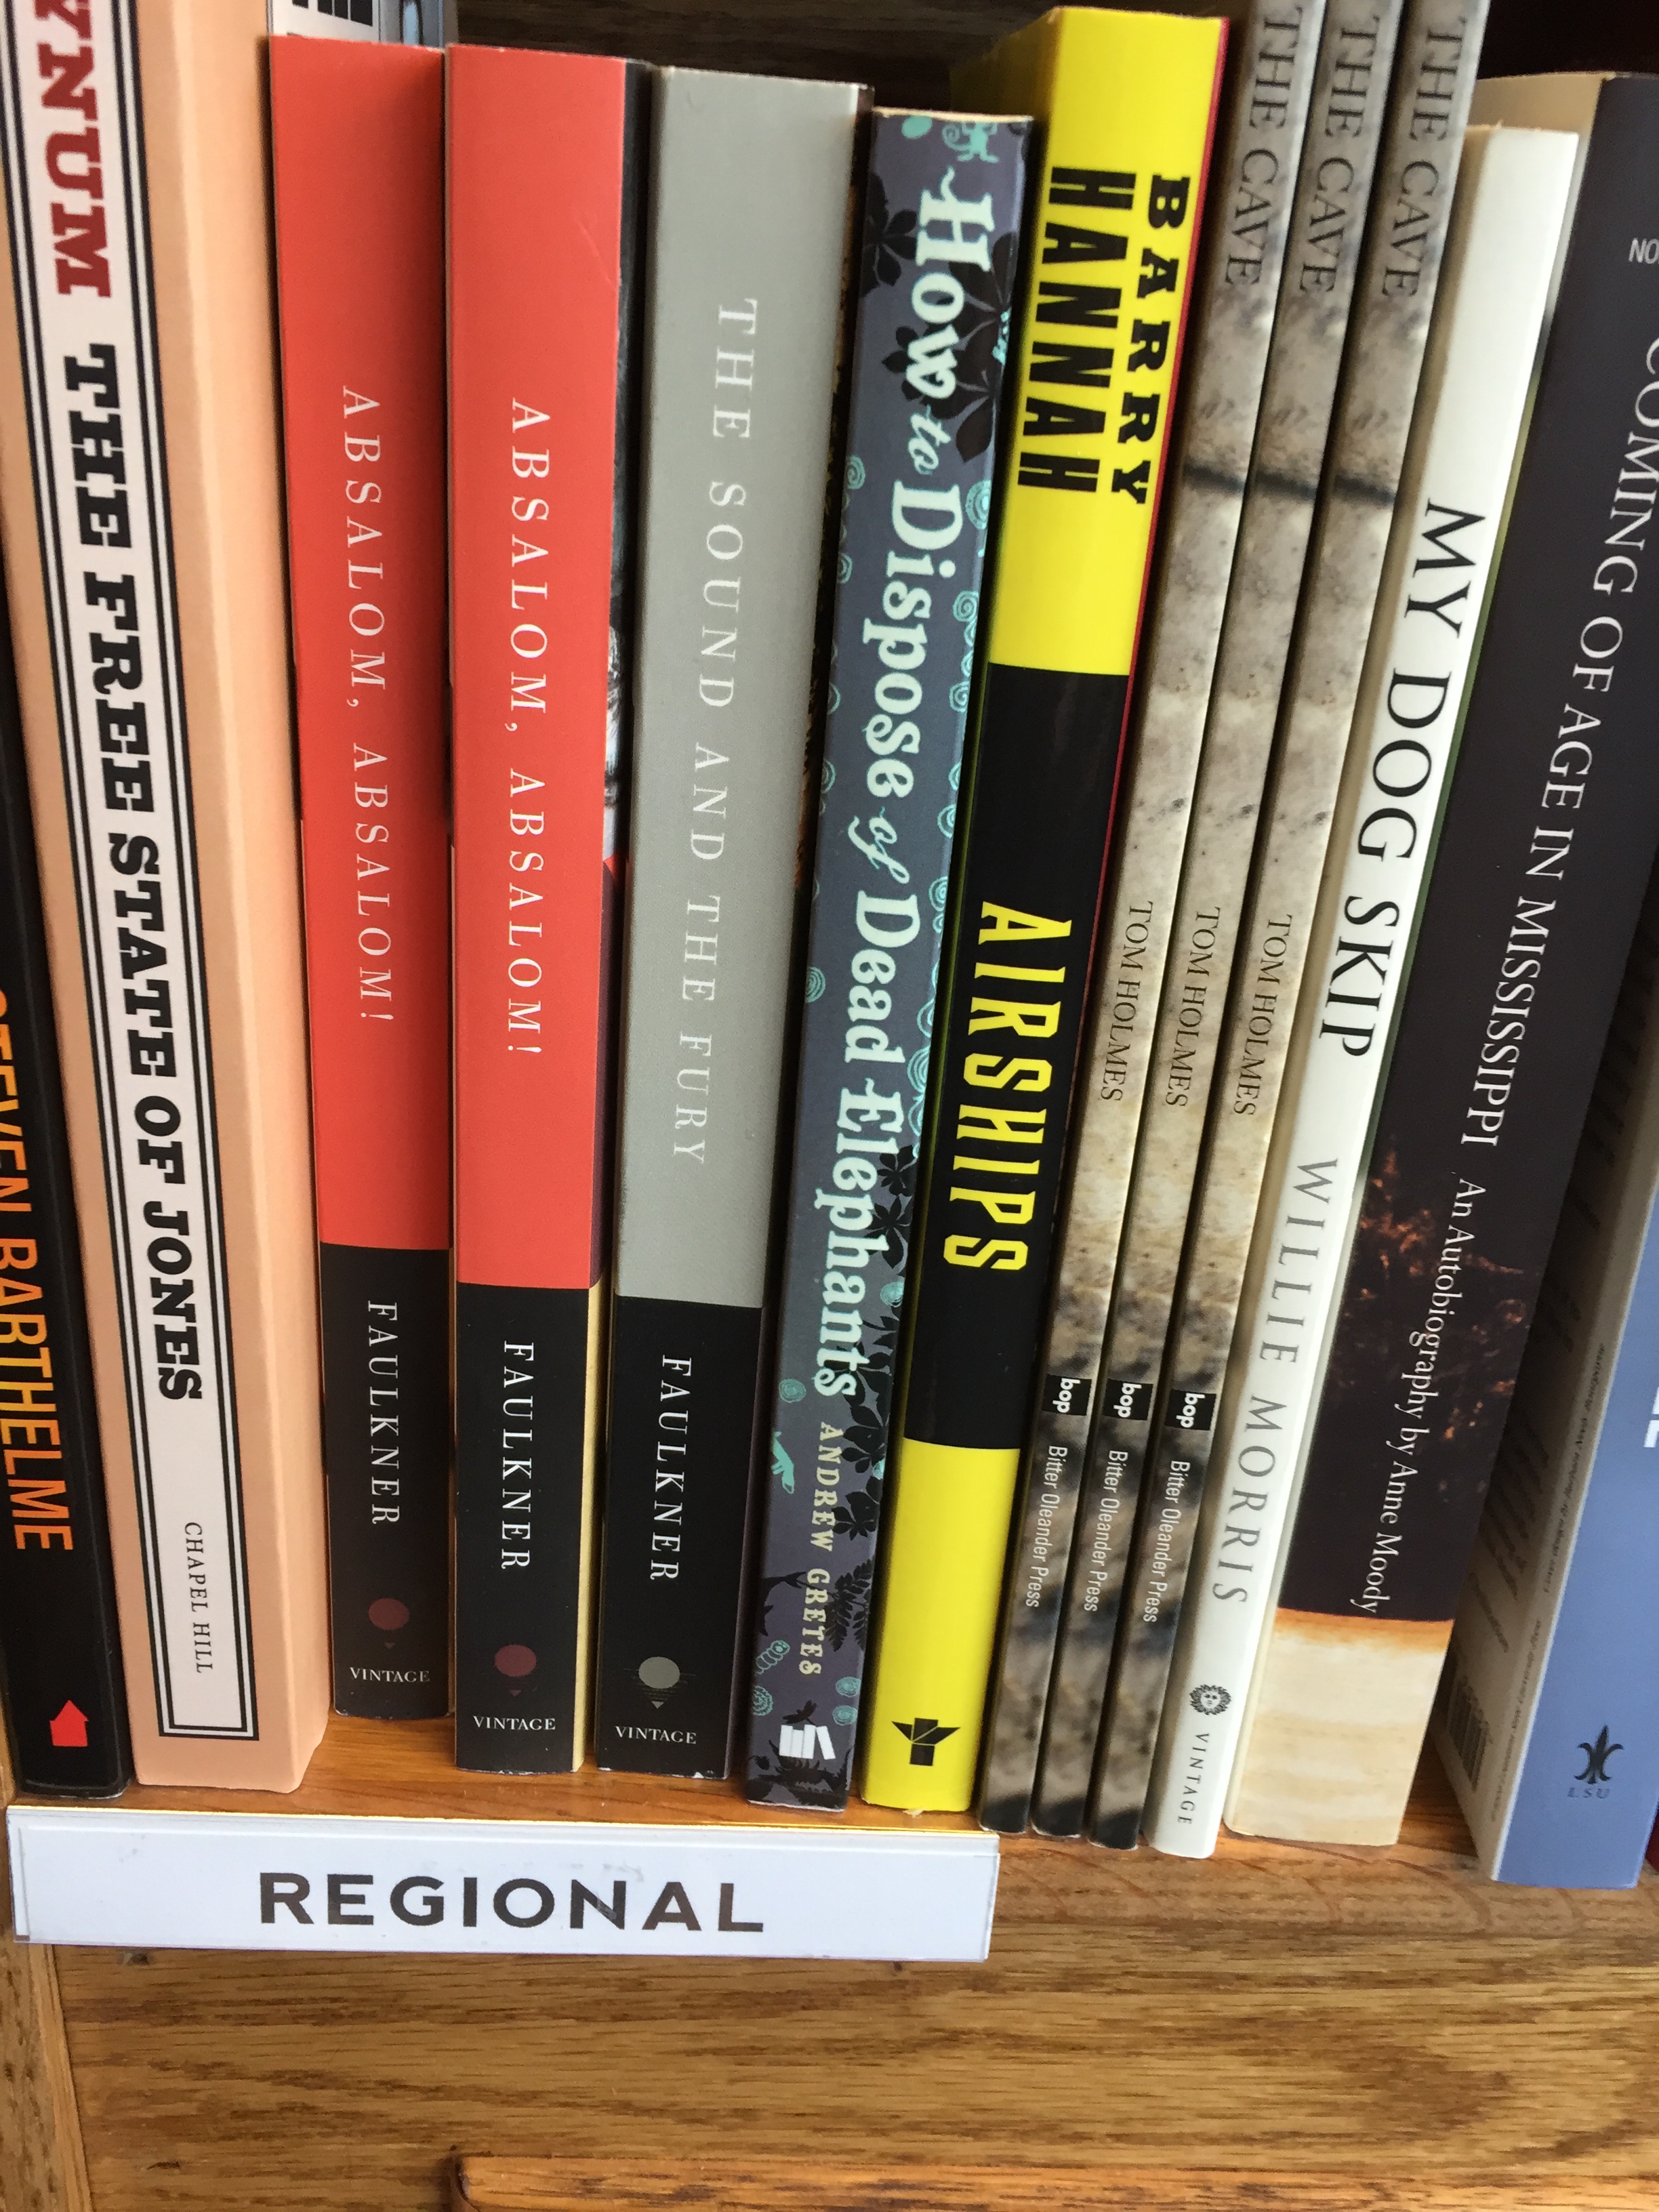 STEVEN BARTHELME
YNUM THE FREE STATE OF JONES CHAPEL HILL
ABSALOM, ABSALOM! FAULKNER VINTAGE
ABSALOM, ABSALOM! FAULKNER VINTAGE
THE SOUND AND THE FURY FAULKNER VINTAGE
How to Dispose of Dead Elephants ANDREW GRETES
BARRY
HANNAH
AIRSHIPS
THE CAVE TOM HOLMES bop Bitter Oleander Press
THE CAVE TOM HOLMES bop Bitter Oleander Press
THE CAVE TOM HOLMES bop Bitter Oleander Press
MY DOG SKIP WILLIE MORRIS VINTAGE
NO
COMING OF AGE IN MISSISSIPPI An Autobiography by Anne Moody
LSU
REGIONAL